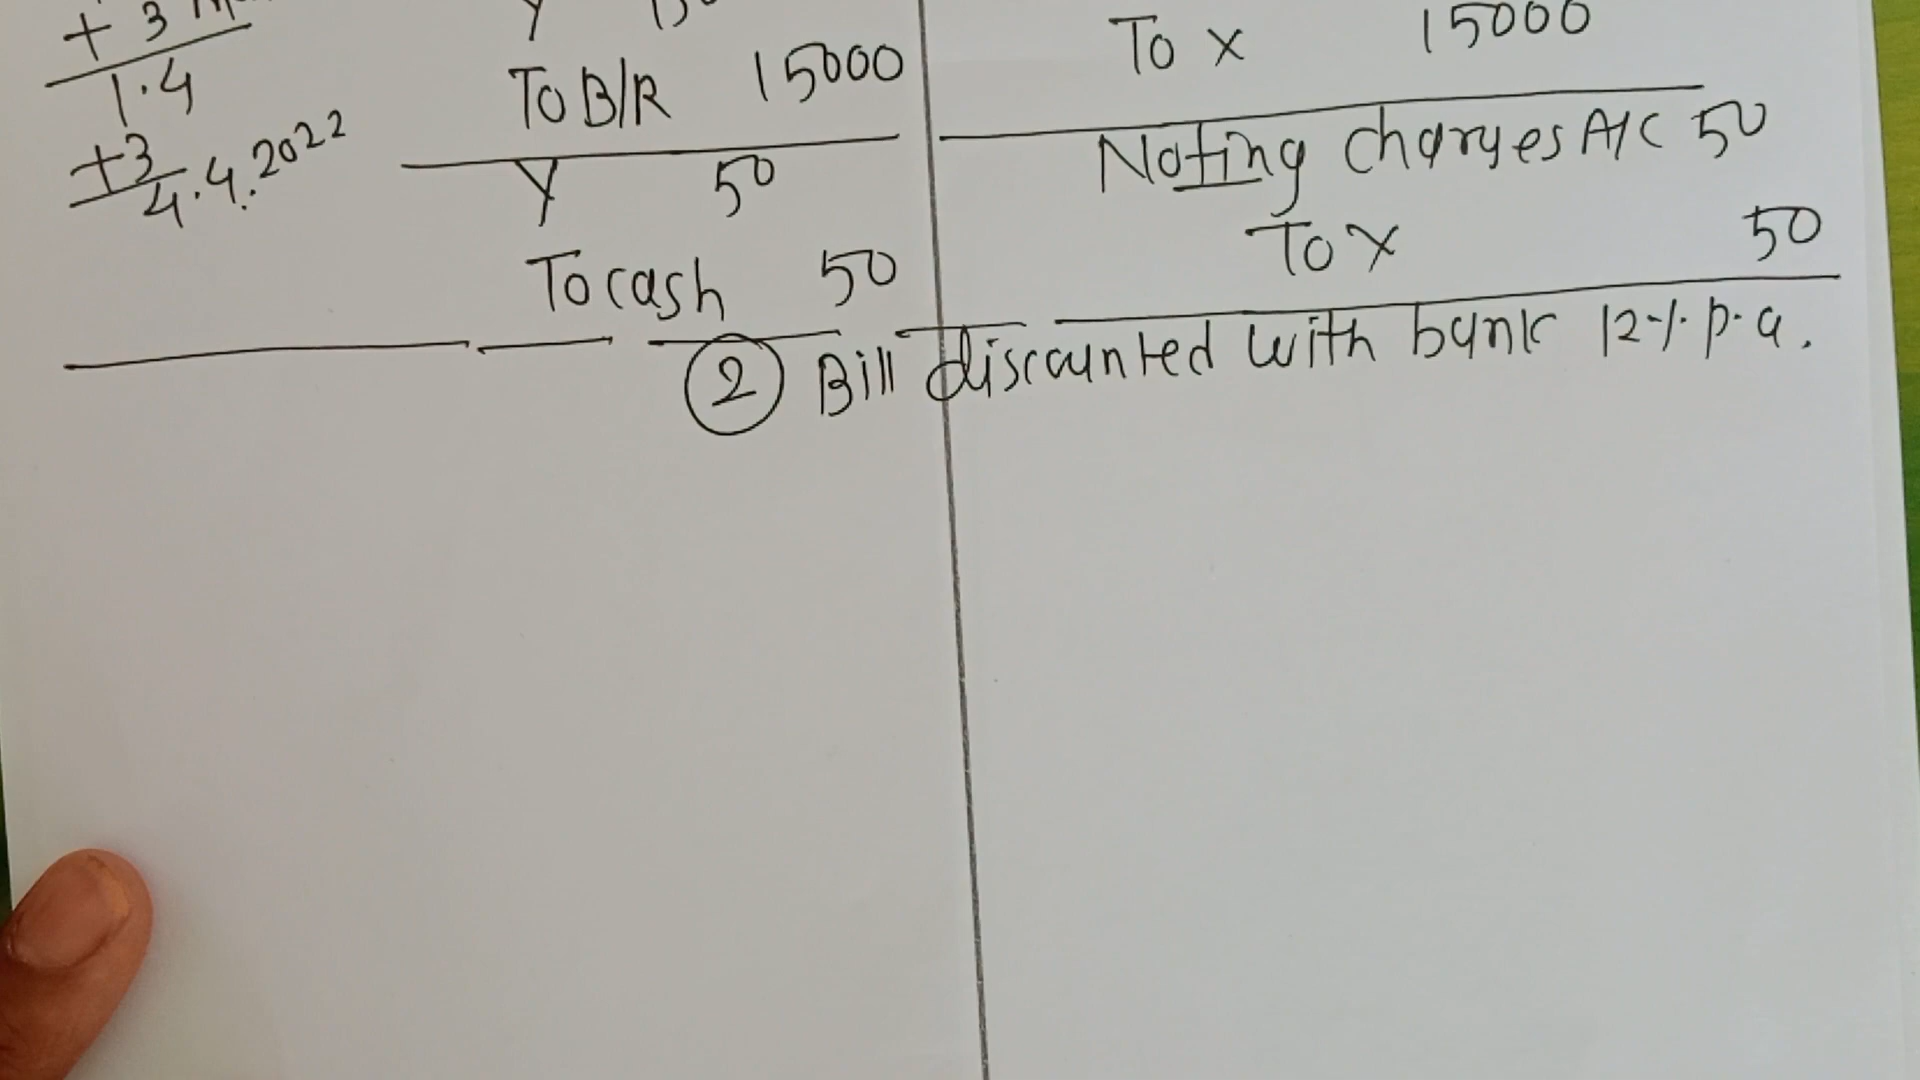 + 3
1.4
+3
4.4.2022
Y
To B/R 15000
Y 50
To cash 50
To x 15000
Noting charges A/C 50
To x 50
② Bill discounted with bank 12%. p.a.